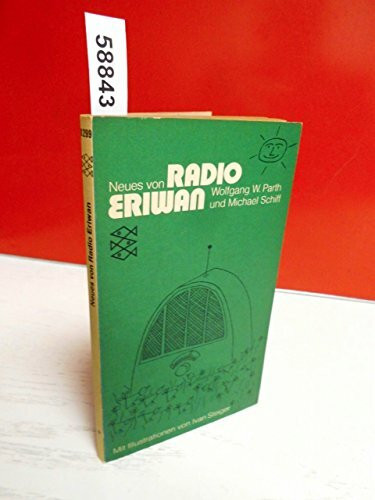 58843
1299
Neues von Radio Eriwan
Neues von RADIO
ERIWAN
Wolfgang W. Parth
und Michael Schiff
Mit Illustrationen von Ivan Steiger